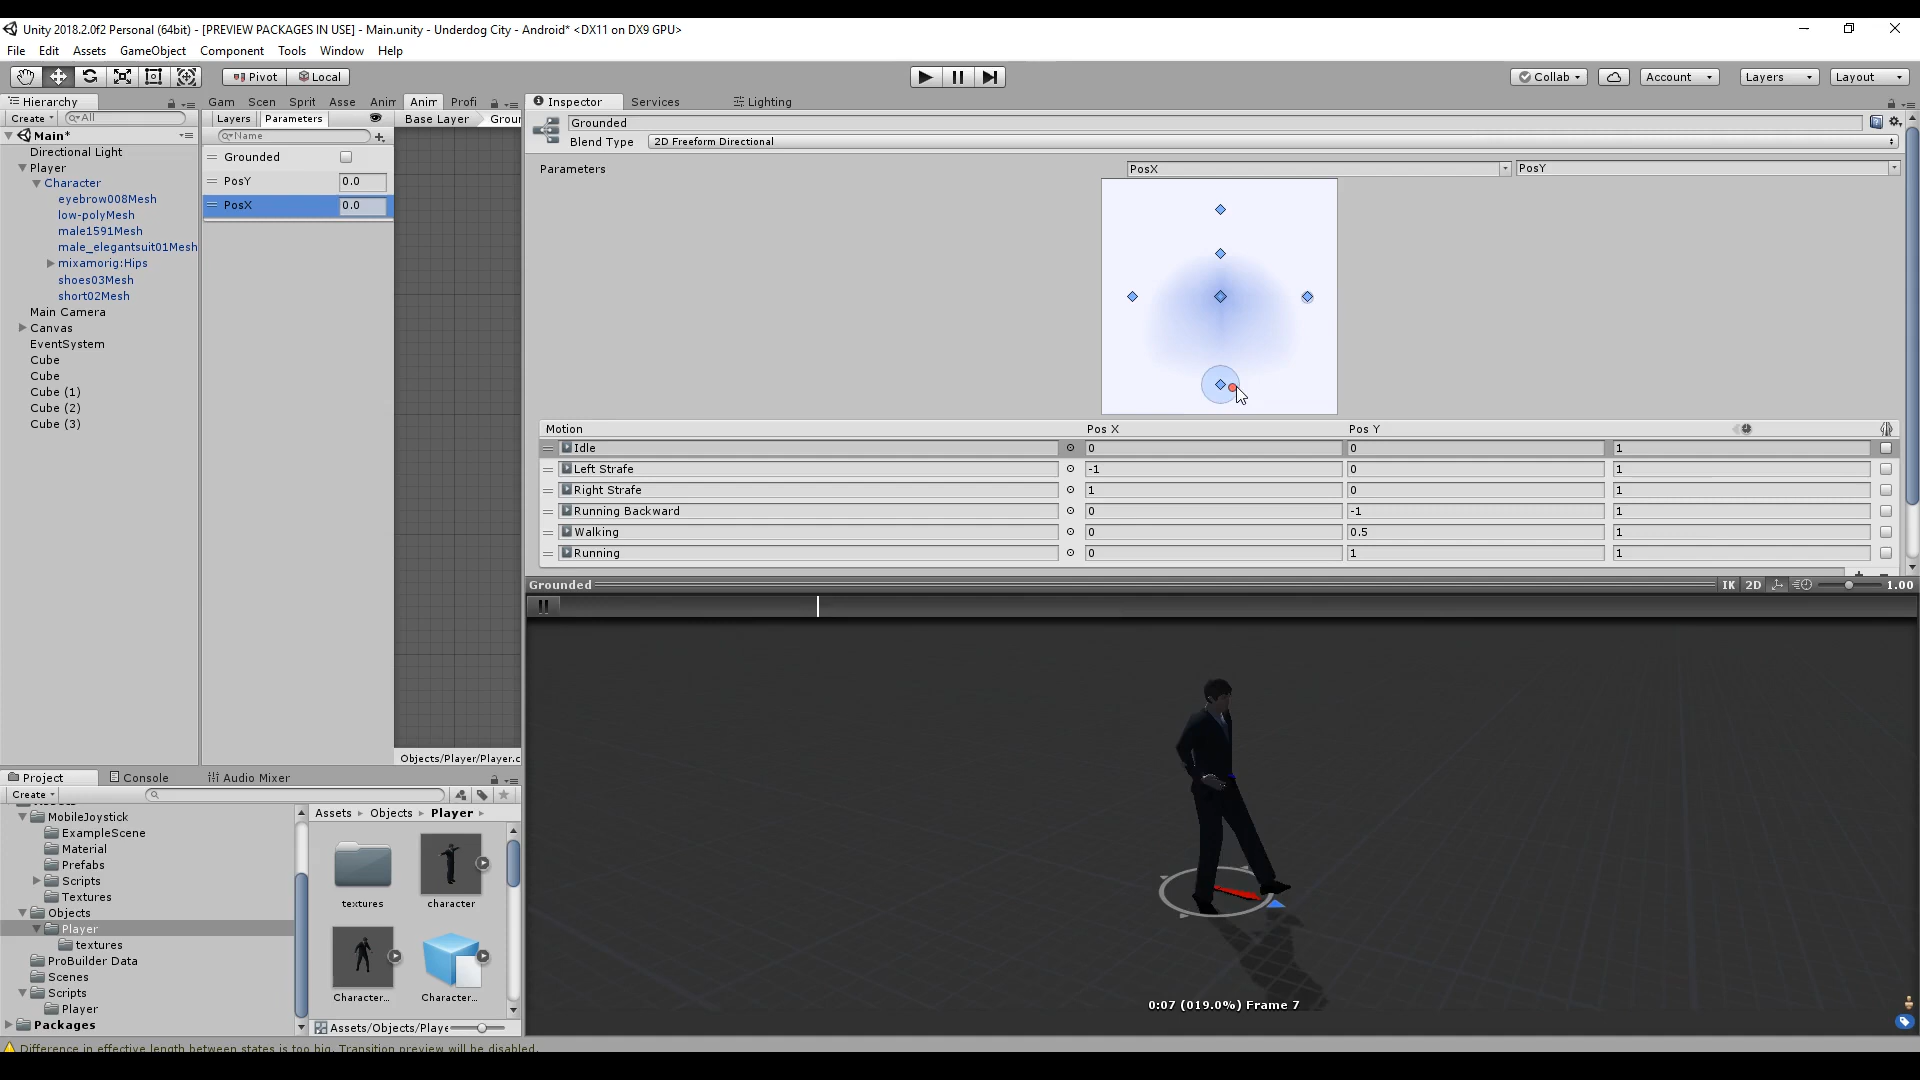 Unity 2018.2.0f2 Personal (64bit) - [PREVIEW PACKAGES IN USE] - Main.unity - Underdog City - Android* <DX11 on DX9 GPU>
File Edit Assets GameObject Component Tools Window Help
Pivot Local Collab Account Layers Layout
Hierarchy Gam Scen Sprit Asse Anim Anim Profi Inspector Services Lighting
Create All Layers Parameters Base Layer Groun Grounded
Main* Name Blend Type 2D Freeform Directional
Directional Light Grounded
Player Parameters PosX PosY
Character PosY 0.0
eyebrow008Mesh PosX 0.0
low-polyMesh
male1591Mesh
male_elegantsuit01Mesh
mixamorig:Hips
shoes03Mesh
short02Mesh
Main Camera
Canvas
EventSystem
Cube
Cube
Cube (1)
Cube (2)
Cube (3)
Motion Pos X Pos Y
Idle 0 0 1
Left Strafe -1 0 1
Right Strafe 1 0 1
Running Backward 0 -1 1
Walking 0 0.5 1
Running 0 1 1
Grounded IK 2D 1.00
Objects/Player/Player.c
Project Console Audio Mixer
Create
Assets Objects Player
MobileJoystick
ExampleScene
Material
Prefabs
Scripts
Textures
Objects
Player
textures
ProBuilder Data
Scenes
Scripts
Player
Packages
textures character
Character... Character...
Assets/Objects/Playe
0:07 (019.0%) Frame 7
Difference in effective length between states is too big. Transition preview will be disabled.